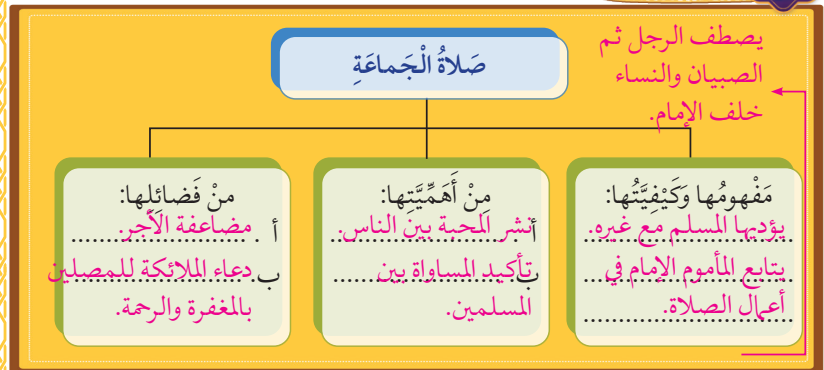 صَلاةُ الْجَماعَةِ
يصطف الرجل ثم
الصبيان والنساء
خلف الإمام.
مَفْهومُها وَكَيْفِيَّتُها:
يؤديها المسلم مع غيره.
يتابع المأموم الإمام في
أعمال الصلاة.
مِنْ أَهَمِّيَّتِها:
أ نشر المحبة بين الناس.
ب تأكيد المساواة بين
المسلمين.
منْ فَضائِلِها:
أ . مضاعفة الأجر.
ب دعاء الملائكة للمصلين
بالمغفرة والرحمة.